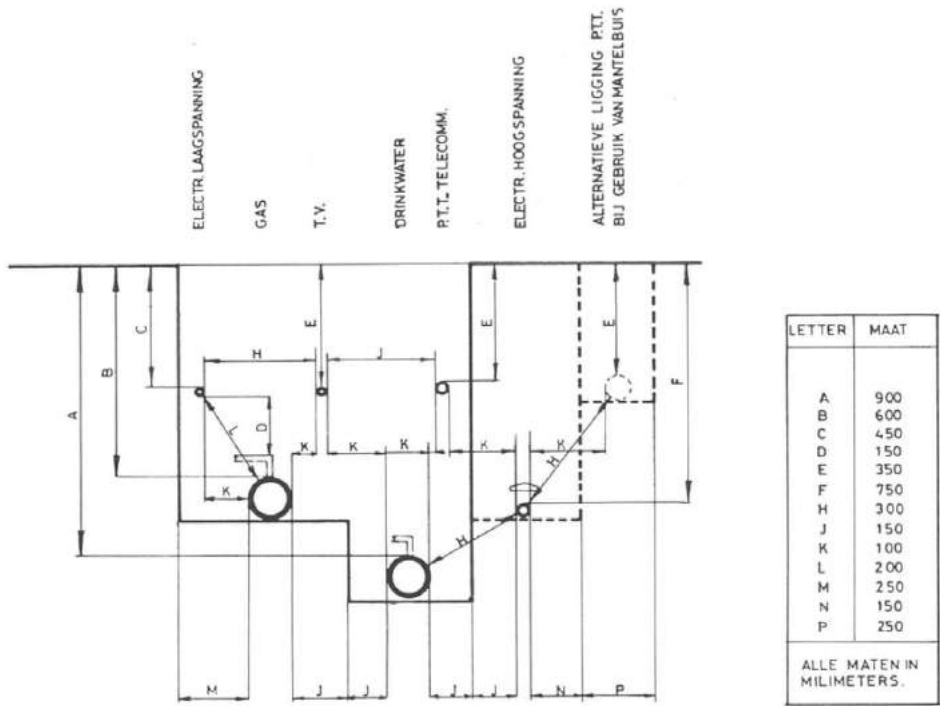 ELECTR. LAAGSPANNING
GAS
T.V.
DRINKWATER
P.T.T. TELECOMM.
ELECTR. HOOGSPANNING
ALTERNATIEVE LIGGING P.T.T.
BIJ GEBRUIK VAN MANTELBUIS
A
B
C
H
E
J
E
E
F
L
D
K
K
K
K
K
K
H
H
M
J
J
J
J
N
P
LETTER MAAT
A 900
B 600
C 450
D 150
E 350
F 750
H 300
J 150
K 100
L 200
M 250
N 150
P 250
ALLE MATEN IN
MILIMETERS.